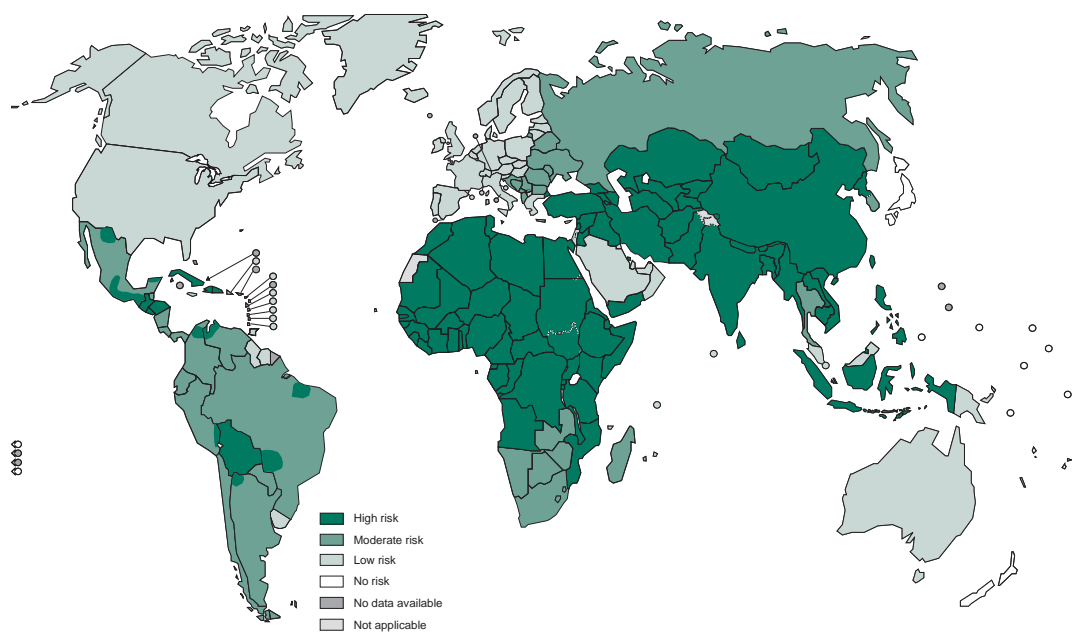 High risk
Moderate risk
Low risk
No risk
No data available
Not applicable